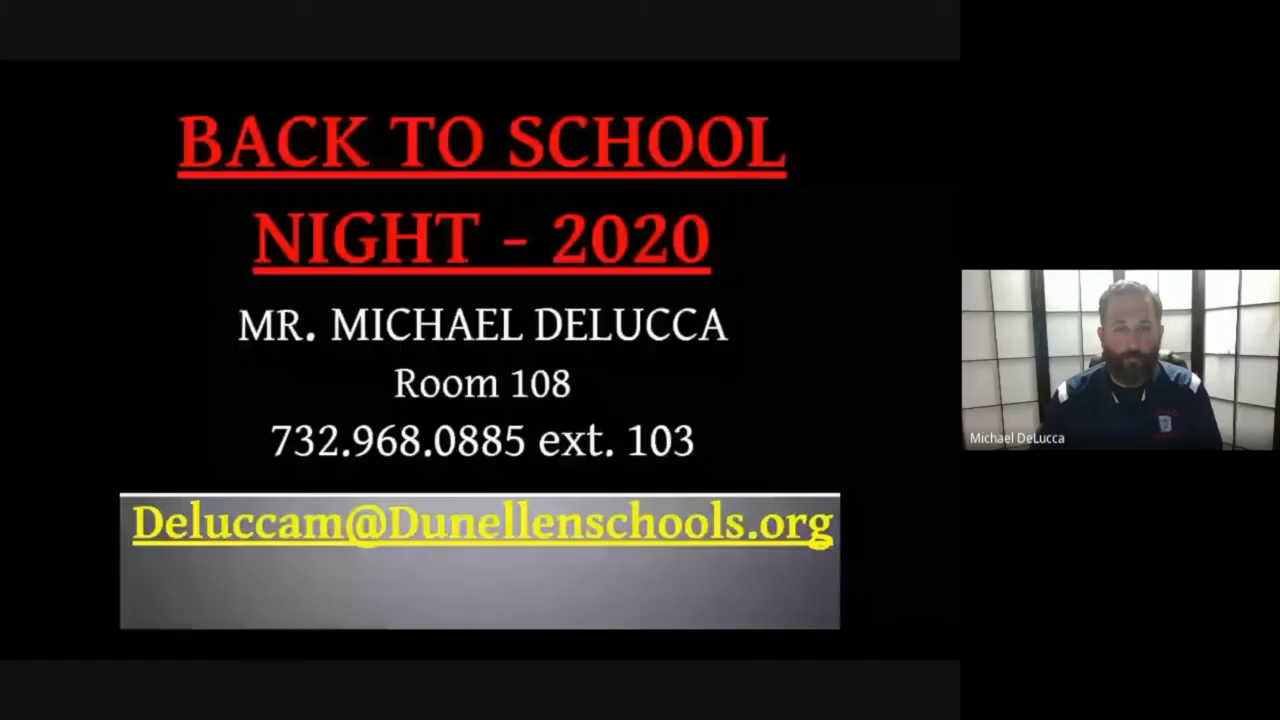 BACK TO SCHOOL
NIGHT - 2020
MR. MICHAEL DELUCCA
Room 108
732.968.0885 ext. 103
Deluccam@Dunellenschools.org
Michael DeLucca